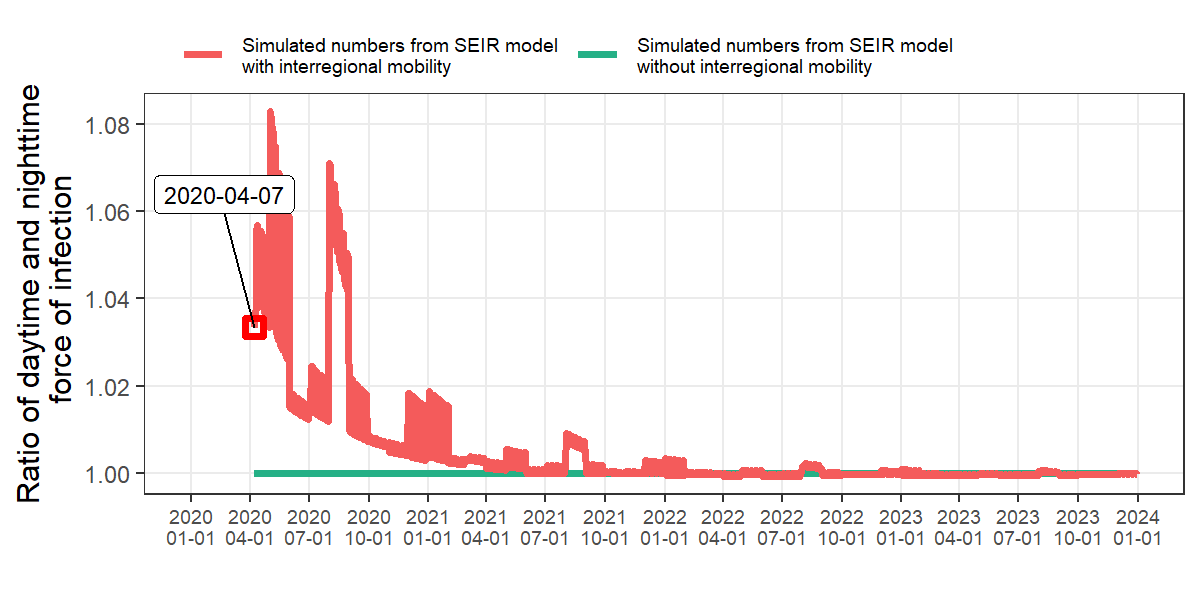 Simulated numbers from SEIR model
with interregional mobility
Simulated numbers from SEIR model
without interregional mobility
Ratio of daytime and nighttime
force of infection
1.08
1.06
1.04
1.02
1.00
2020-04-07
2020 2020 2020 2020 2021 2021 2021 2021 2022 2022 2022 2022 2023 2023 2023 2023 2024
01-01 04-01 07-01 10-01 01-01 04-01 07-01 10-01 01-01 04-01 07-01 10-01 01-01 04-01 07-01 10-01 01-01